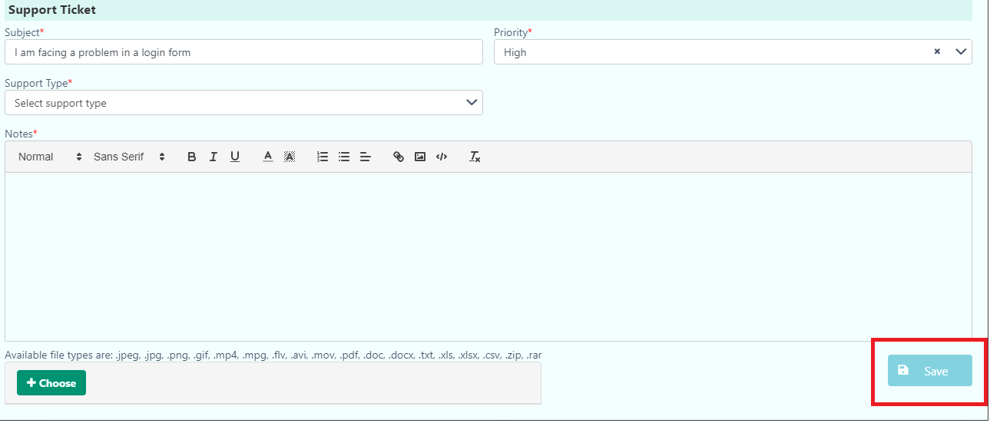 Support Ticket
Subject* Priority*
I am facing a problem in a login form High
Support Type*
Select support type
Notes*
Normal Sans Serif B I U A A
Available file types are: .jpeg, .jpg, .png, .gif, .mp4, .mpg, .flv, .avi, .mov, .pdf, .doc, .docx, .txt, .xls, .xlsx, .csv, .zip, .rar
Choose Save